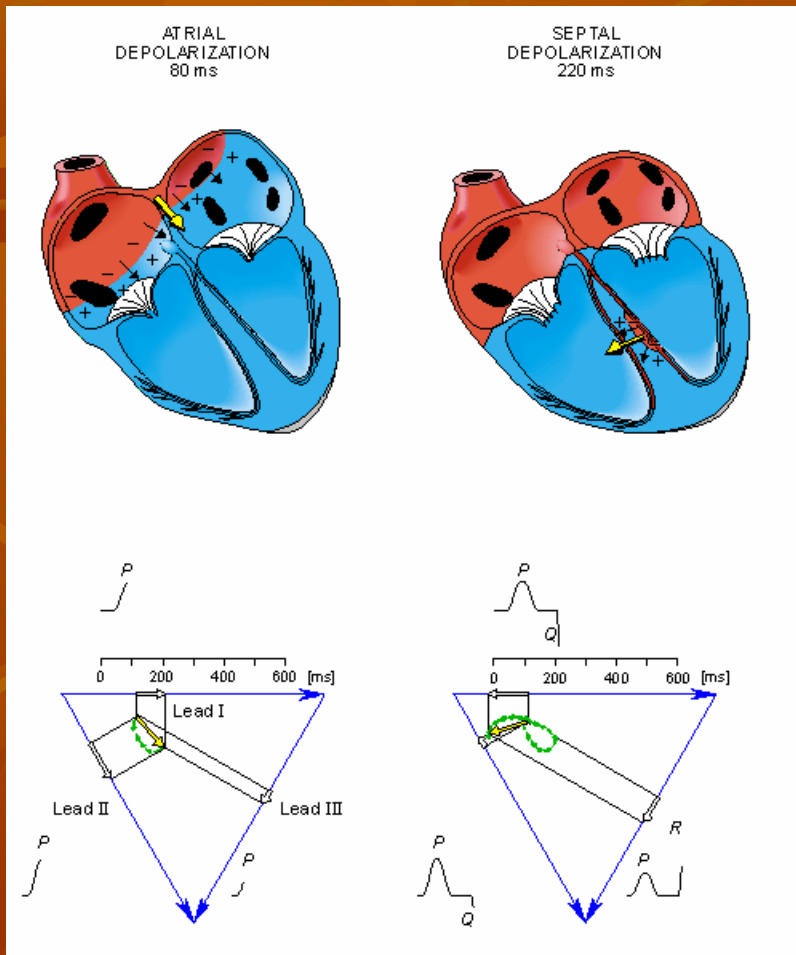 ATRIAL
DEPOLARIZATION
80 ms
SEPTAL
DEPOLARIZATION
220 ms
− + − + − + − + − +
+ − +
P
0 200 400 600 [ms]
Lead I
Lead II
Lead III
P
P
P
Q
0 200 400 600 [ms]
R
P
Q
P